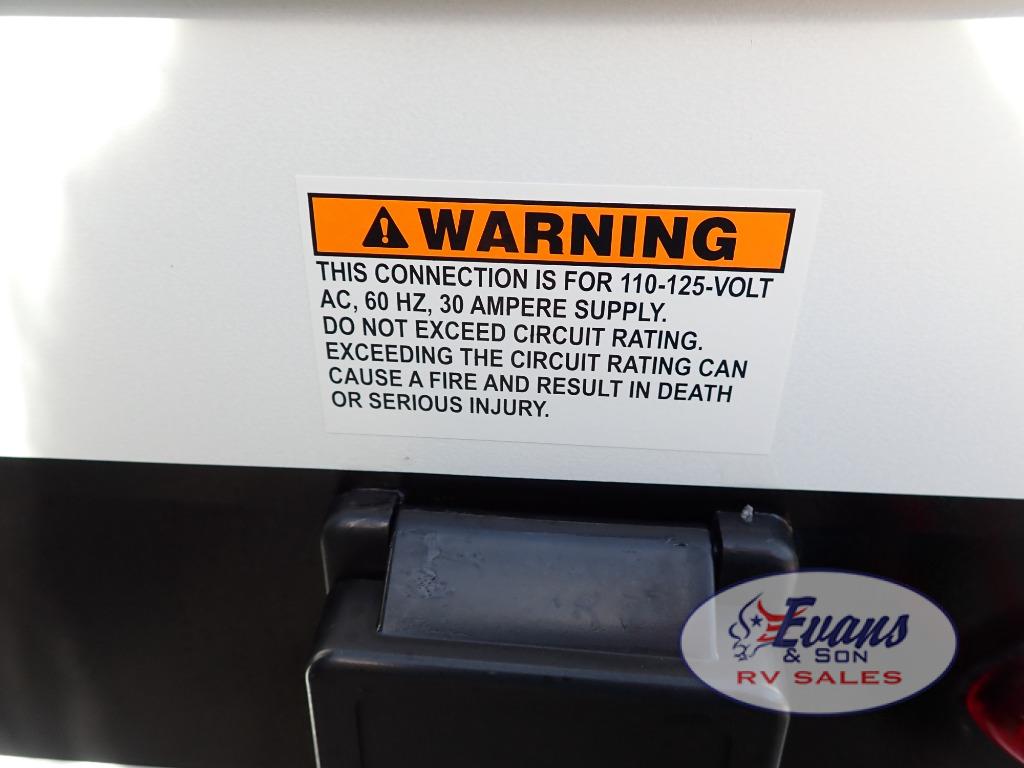 WARNING
THIS CONNECTION IS FOR 110-125-VOLT
AC, 60 HZ, 30 AMPERE SUPPLY.
DO NOT EXCEED CIRCUIT RATING.
EXCEEDING THE CIRCUIT RATING CAN
CAUSE A FIRE AND RESULT IN DEATH
OR SERIOUS INJURY.
Evans
& SON
RV SALES